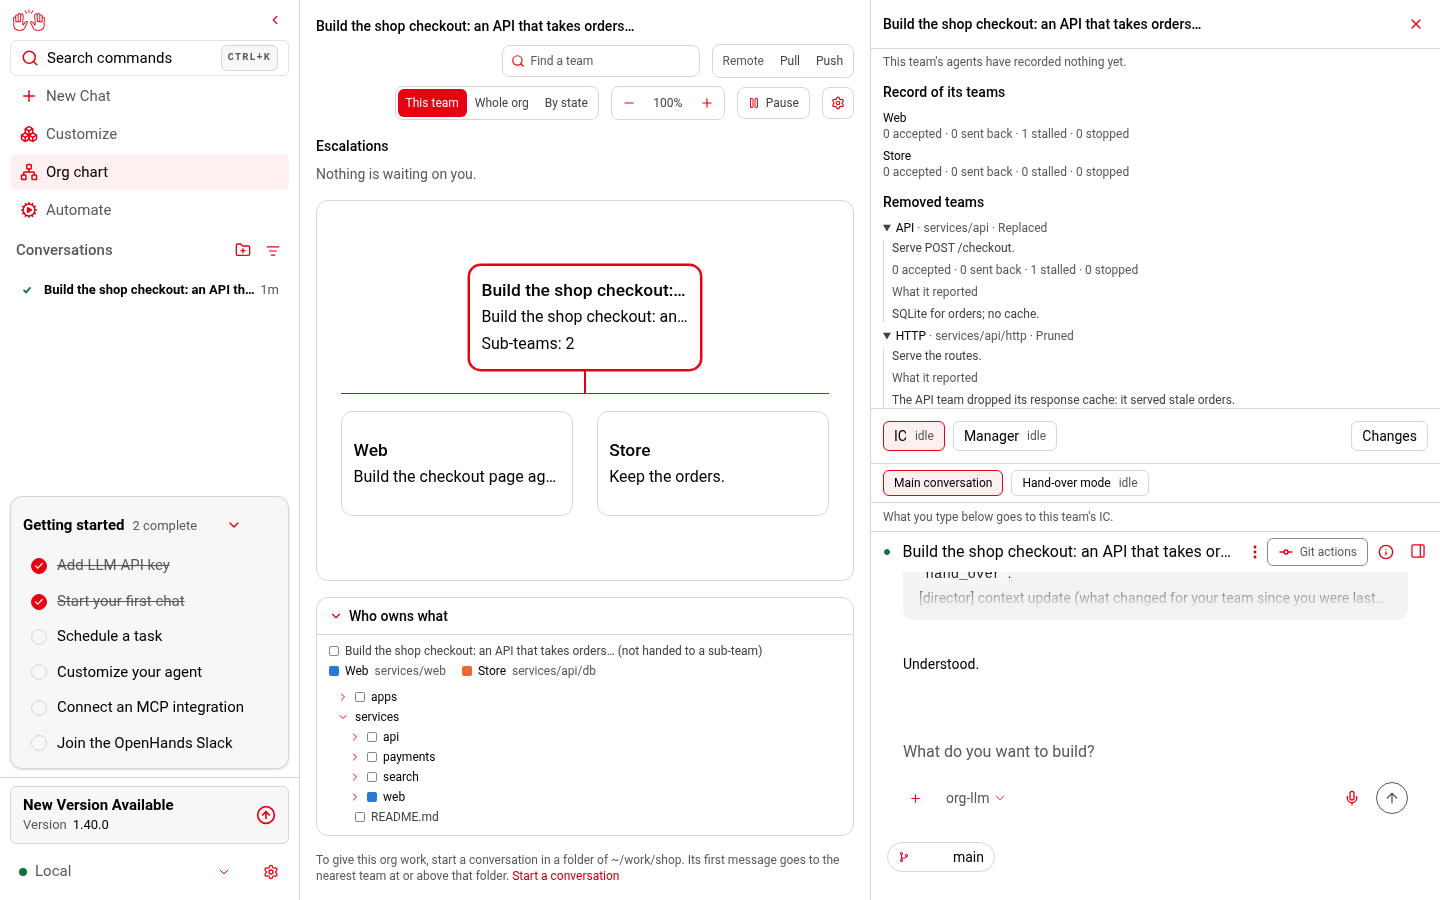 Search commands
CTRL+K
New Chat
Customize
Org chart
Automate
Conversations
Build the shop checkout: an API th… 1m
Getting started 2 complete
Add LLM API key
Start your first chat
Schedule a task
Customize your agent
Connect an MCP integration
Join the OpenHands Slack
New Version Available
Version 1.40.0
Local
Build the shop checkout: an API that takes orders…
Find a team
Remote Pull Push
This team Whole org By state
100%
Pause
Escalations
Nothing is waiting on you.
Build the shop checkout:…
Build the shop checkout: an…
Sub-teams: 2
Web
Build the checkout page ag…
Store
Keep the orders.
Who owns what
Build the shop checkout: an API that takes orders… (not handed to a sub-team)
Web services/web Store services/api/db
apps
services
api
payments
search
web
README.md
To give this org work, start a conversation in a folder of ~/work/shop. Its first message goes to the
nearest team at or above that folder. Start a conversation
Build the shop checkout: an API that takes orders…
This team's agents have recorded nothing yet.
Record of its teams
Web
0 accepted · 0 sent back · 1 stalled · 0 stopped
Store
0 accepted · 0 sent back · 0 stalled · 0 stopped
Removed teams
API · services/api · Replaced
Serve POST /checkout.
0 accepted · 0 sent back · 1 stalled · 0 stopped
What it reported
SQLite for orders; no cache.
HTTP · services/api/http · Pruned
Serve the routes.
What it reported
The API team dropped its response cache: it served stale orders.
IC idle
Manager idle
Changes
Main conversation
Hand-over mode idle
What you type below goes to this team's IC.
Build the shop checkout: an API that takes or…
Git actions
`hand_over`.
[director] context update (what changed for your team since you were last…
Understood.
What do you want to build?
org-llm
main